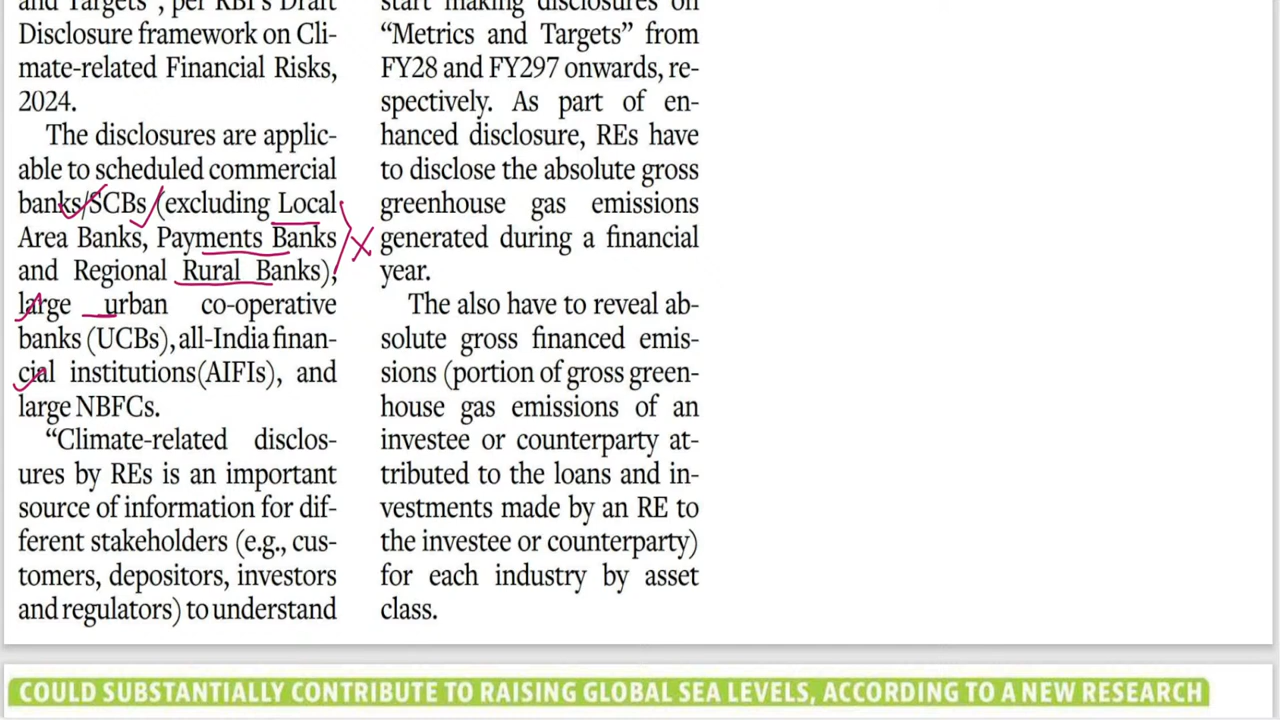 and Targets", per RBI's Draft
Disclosure framework on Cli-
mate-related Financial Risks,
2024.
The disclosures are applic-
able to scheduled commercial
banks/SCBs (excluding Local
Area Banks, Payments Banks
and Regional Rural Banks),
large urban co-operative
banks (UCBs), all-India finan-
cial institutions(AIFIs), and
large NBFCs.
"Climate-related disclos-
ures by REs is an important
source of information for dif-
ferent stakeholders (e.g., cus-
tomers, depositors, investors
and regulators) to understand
start making disclosures on
“Metrics and Targets” from
FY28 and FY297 onwards, re-
spectively. As part of en-
hanced disclosure, REs have
to disclose the absolute gross
greenhouse gas emissions
generated during a financial
year.
The also have to reveal ab-
solute gross financed emis-
sions (portion of gross green-
house gas emissions of an
investee or counterparty at-
tributed to the loans and in-
vestments made by an RE to
the investee or counterparty)
for each industry by asset
class.
COULD SUBSTANTIALLY CONTRIBUTE TO RAISING GLOBAL SEA LEVELS, ACCORDING TO A NEW RESEARCH